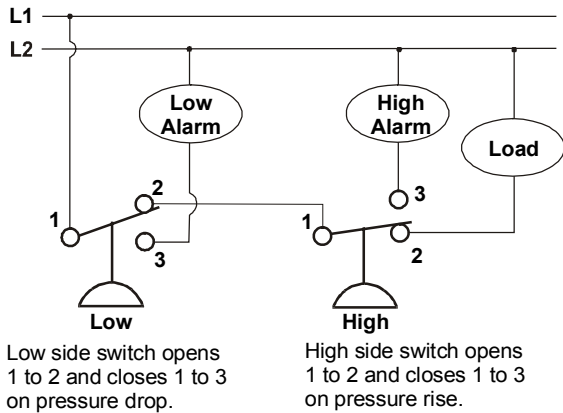 L1
L2
Low
Alarm
High
Alarm
Load
2
3
1
1
3
2
Low
High
Low side switch opens
1 to 2 and closes 1 to 3
on pressure drop.
High side switch opens
1 to 2 and closes 1 to 3
on pressure rise.